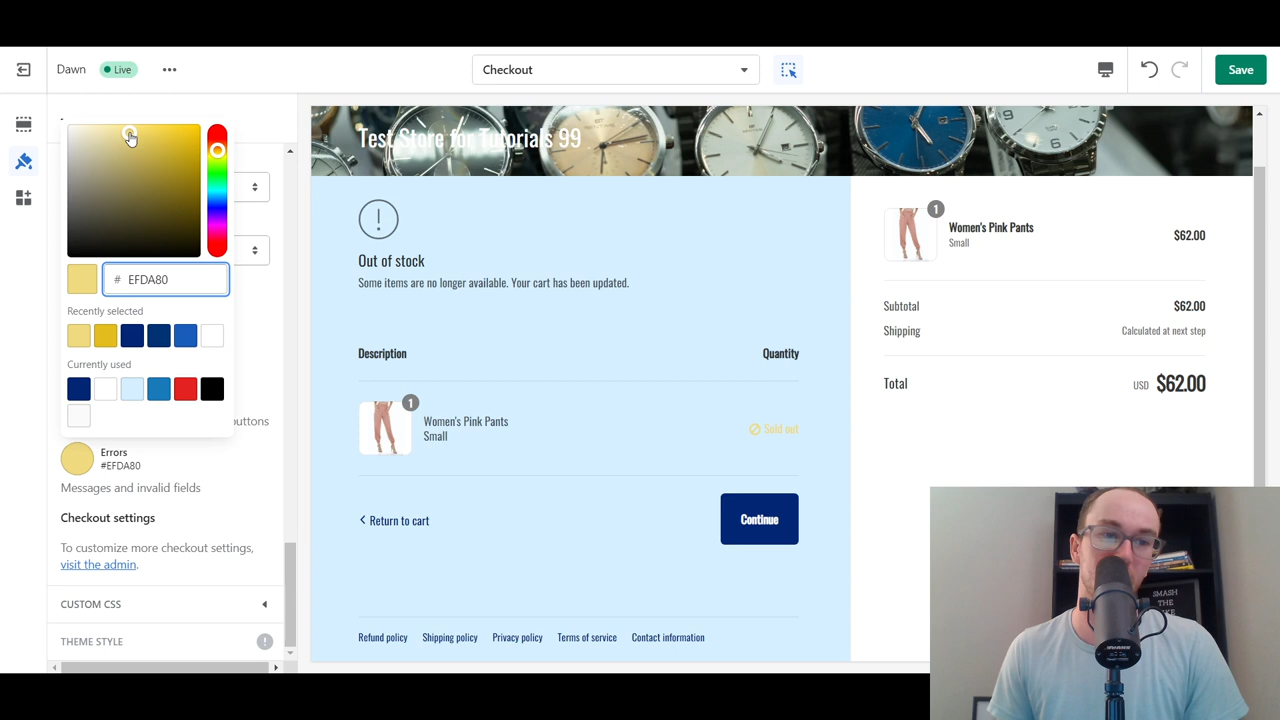 Dawn
Live
Checkout
Save
# EFDA80
Recently selected
Currently used
buttons
Errors
#EFDA80
Messages and invalid fields
Checkout settings
To customize more checkout settings,
visit the admin.
CUSTOM CSS
THEME STYLE
Test Store for Tutorials 99
Out of stock
Some items are no longer available. Your cart has been updated.
Description
Quantity
1
Women's Pink Pants
Small
Sold out
Return to cart
Continue
Refund policy
Shipping policy
Privacy policy
Terms of service
Contact information
1
Women's Pink Pants
Small
$62.00
Subtotal
$62.00
Shipping
Calculated at next step
Total
USD $62.00
SMASH
THE